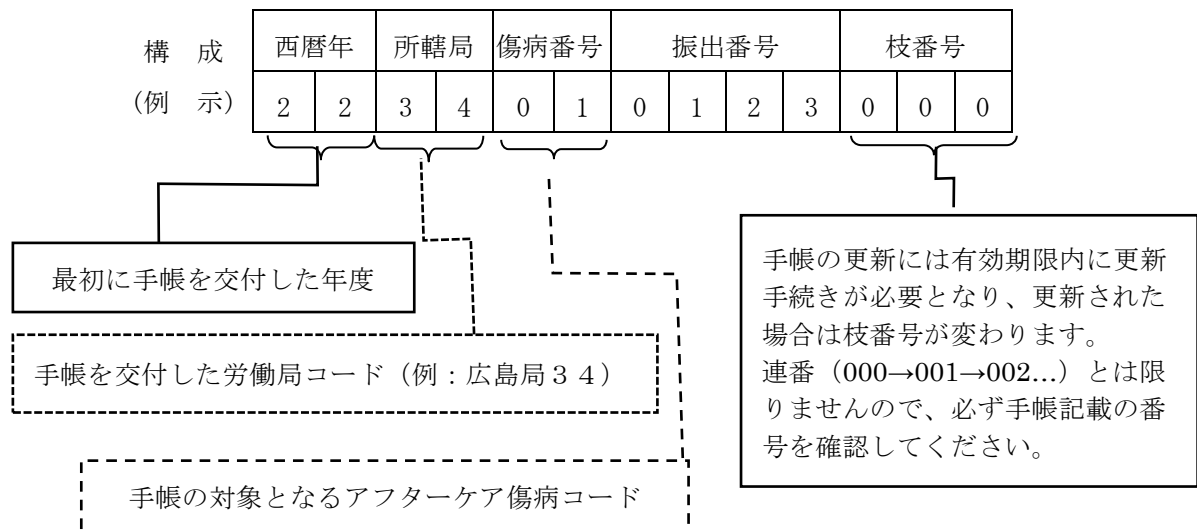 構 成 西暦年 所轄局 傷病番号 振出番号 枝番号
(例 示) 2 2 3 4 0 1 0 1 2 3 0 0 0
最初に手帳を交付した年度
手帳を交付した労働局コード（例：広島局３４）
手帳の対象となるアフターケア傷病コード
手帳の更新には有効期限内に更新
手続きが必要となり、更新された
場合は枝番号が変わります。
連番（000→001→002...）とは限
りませんので、必ず手帳記載の番
号を確認してください。